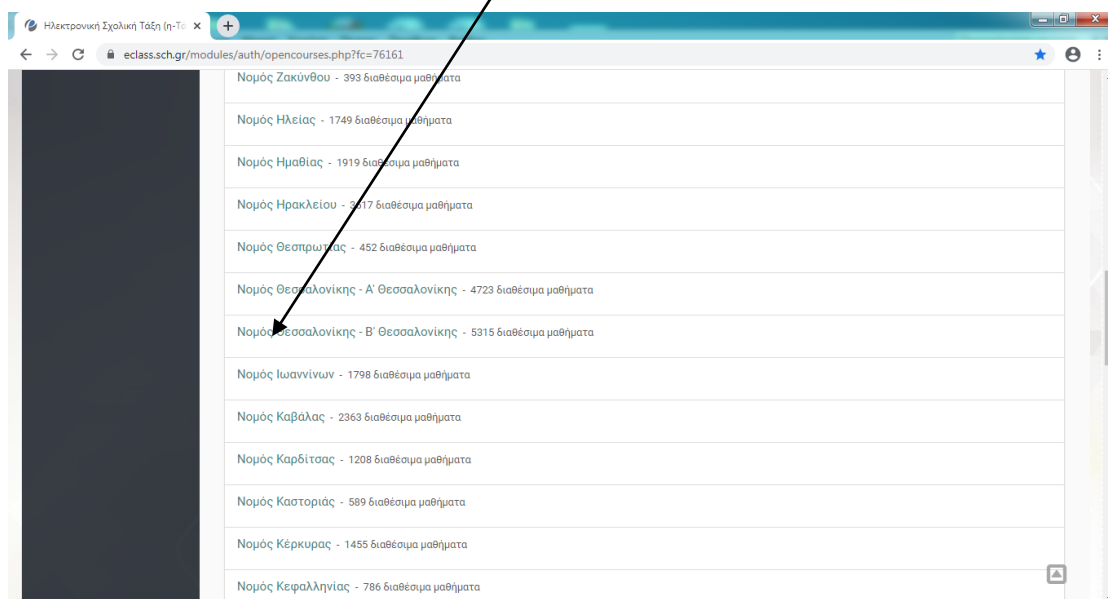 Ηλεκτρονική Σχολική Τάξη (η-Τά
eclass.sch.gr/modules/auth/opencourses.php?fc=76161
Νομός Ζακύνθου - 393 διαθέσιμα μαθήματα
Νομός Ηλείας - 1749 διαθέσιμα μαθήματα
Νομός Ημαθίας - 1919 διαθέσιμα μαθήματα
Νομός Ηρακλείου - 3617 διαθέσιμα μαθήματα
Νομός Θεσπρωτίας - 452 διαθέσιμα μαθήματα
Νομός Θεσσαλονίκης - Α' Θεσσαλονίκης - 4723 διαθέσιμα μαθήματα
Νομός Θεσσαλονίκης - Β' Θεσσαλονίκης - 5315 διαθέσιμα μαθήματα
Νομός Ιωαννίνων - 1798 διαθέσιμα μαθήματα
Νομός Καβάλας - 2363 διαθέσιμα μαθήματα
Νομός Καρδίτσας - 1208 διαθέσιμα μαθήματα
Νομός Καστοριάς - 589 διαθέσιμα μαθήματα
Νομός Κέρκυρας - 1455 διαθέσιμα μαθήματα
Νομός Κεφαλληνίας - 786 διαθέσιμα μαθήματα